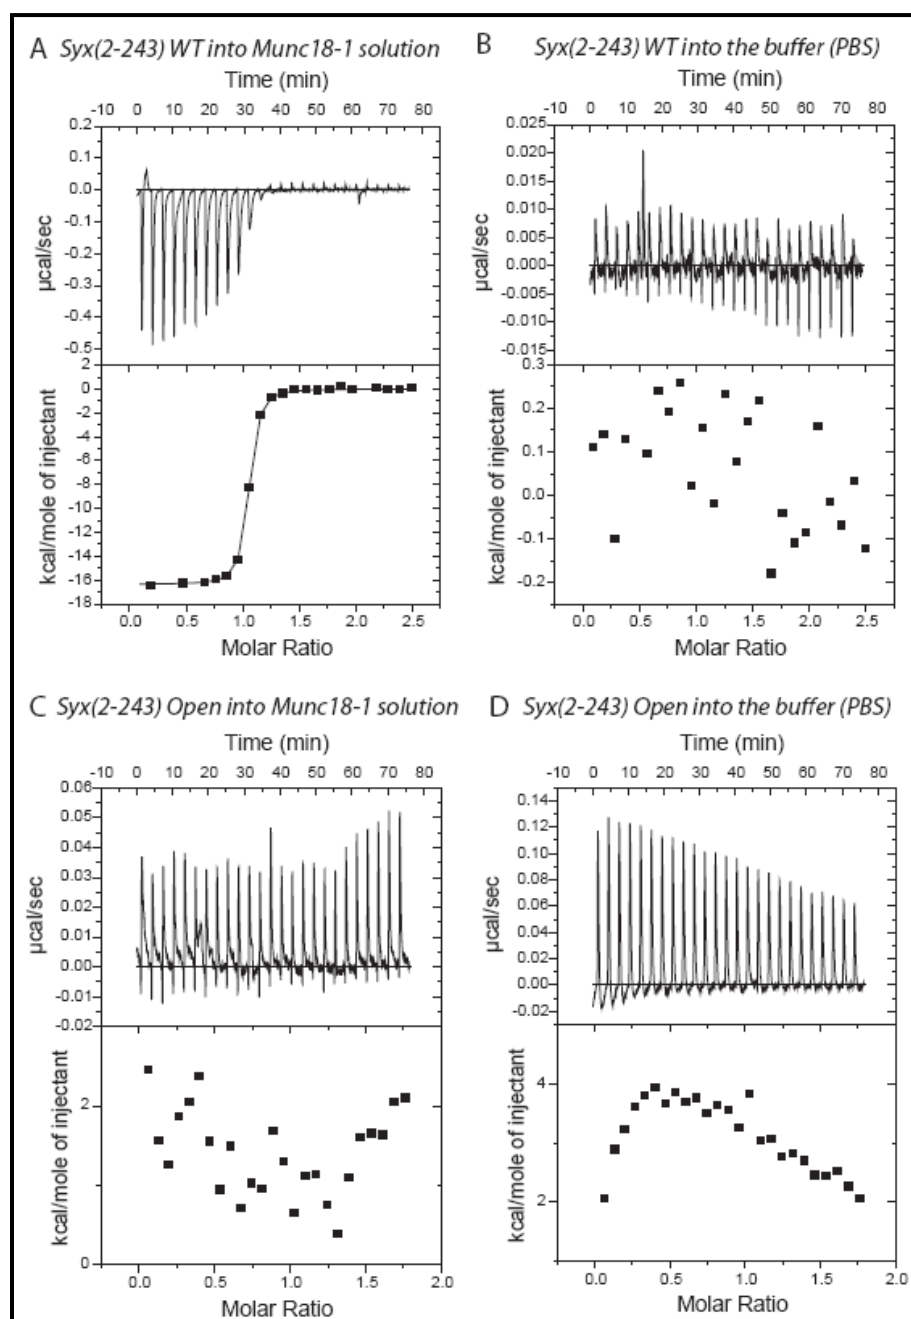 A Syx(2-243) WT into Munc18-1 solution
Time (min)
-10 0 10 20 30 40 50 60 70 80
0.2
0.1
0.0
-0.1
-0.2
-0.3
-0.4
-0.5
µcal/sec
2
0
-2
-4
-6
-8
-10
-12
-14
-16
-18
kcal/mole of injectant
0.0 0.5 1.0 1.5 2.0 2.5
Molar Ratio
B Syx(2-243) WT into the buffer (PBS)
Time (min)
-10 0 10 20 30 40 50 60 70 80
0.025
0.020
0.015
0.010
0.005
0.000
-0.005
-0.010
-0.015
µcal/sec
0.3
0.2
0.1
0.0
-0.1
-0.2
kcal/mole of injectant
0.0 0.5 1.0 1.5 2.0 2.5
Molar Ratio
C Syx(2-243) Open into Munc18-1 solution
Time (min)
-10 0 10 20 30 40 50 60 70 80
0.06
0.05
0.04
0.03
0.02
0.01
0.00
-0.01
-0.02
µcal/sec
2
0
kcal/mole of injectant
0.0 0.5 1.0 1.5 2.0
Molar Ratio
D Syx(2-243) Open into the buffer (PBS)
Time (min)
-10 0 10 20 30 40 50 60 70 80
0.14
0.12
0.10
0.08
0.06
0.04
0.02
0.00
-0.02
µcal/sec
4
2
kcal/mole of injectant
0.0 0.5 1.0 1.5 2.0
Molar Ratio